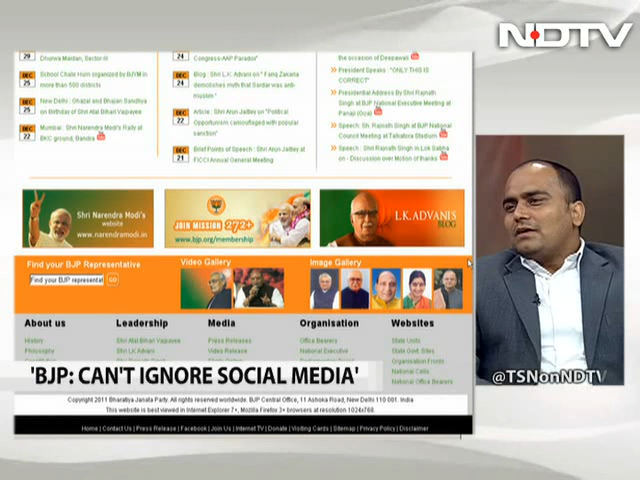 NDTV
DEC 29
Dhurwa Maidan, Sector-III
DEC 25
School Chale Hum organized by BJYM in
more than 500 districts
DEC 25
New Delhi : Ghazal and Bhajan Sandhya
on Birthday of Shri Atal Bihari Vajpayee
DEC 22
Mumbai : Shri Narendra Modi's Rally at
BKC ground, Bandra
DEC 24
Congress-AAP Paradox"
DEC 24
Blog : Shri L.K. Advani on "
Zakaria
demolishes myth that Sardar was anti-
muslim"
DEC 22
Article : Shri Arun Jaitley on "Political
Opportunism camouflaged with popular
sanction"
DEC 21
Brief Points of Speech : Shri Arun Jaitley at
FICCI Annual General Meeting
the occasion of Deepawali
President Speaks : "ONLY THIS IS
CORRECT"
Presidential Address By Shri Rajnath
Singh at BJP National Executive Meeting at
Panaji (Goa)
Speech: Sh. Rajnath Singh at BJP National
Council Meeting at Talkatora Stadium
Speech : Shri Rajnath Singh in Lok Sabha
on - Discussion over Motion of thanks
Shri Narendra Modi's
website
www.narendramodi.in
JOIN MISSION 272+
www.bjp.org/membership
L.K.ADVANI'S
BLOG
Find your BJP Representative
Find your BJP representat GO
Video Gallery
Image Gallery
About us
History
Philosophy
Leadership
Shri Atal Bihari Vajpayee
Shri LK Advani
Media
Press Releases
Video Release
Organisation
Office Bearers
National Executive
Websites
State Units
State Govt. Sites
National Cells
National Office Bearers
'BJP: CAN'T IGNORE SOCIAL MEDIA'
@TSNonNDTV
Copyright 2011 Bharatiya Janata Party. All rights reserved worldwide. BJP Central Office, 11 Ashoka Road, New Delhi 110 001. India
This website is best viewed in Internet Explorer 7+, Mozilla Firefox 3+ browsers at resolution 1024x768
Home | Contact Us | Press Release | Facebook | Join Us | Internet TV | Donate | Visiting Cards | Sitemap | Privacy Policy | Disclaimer